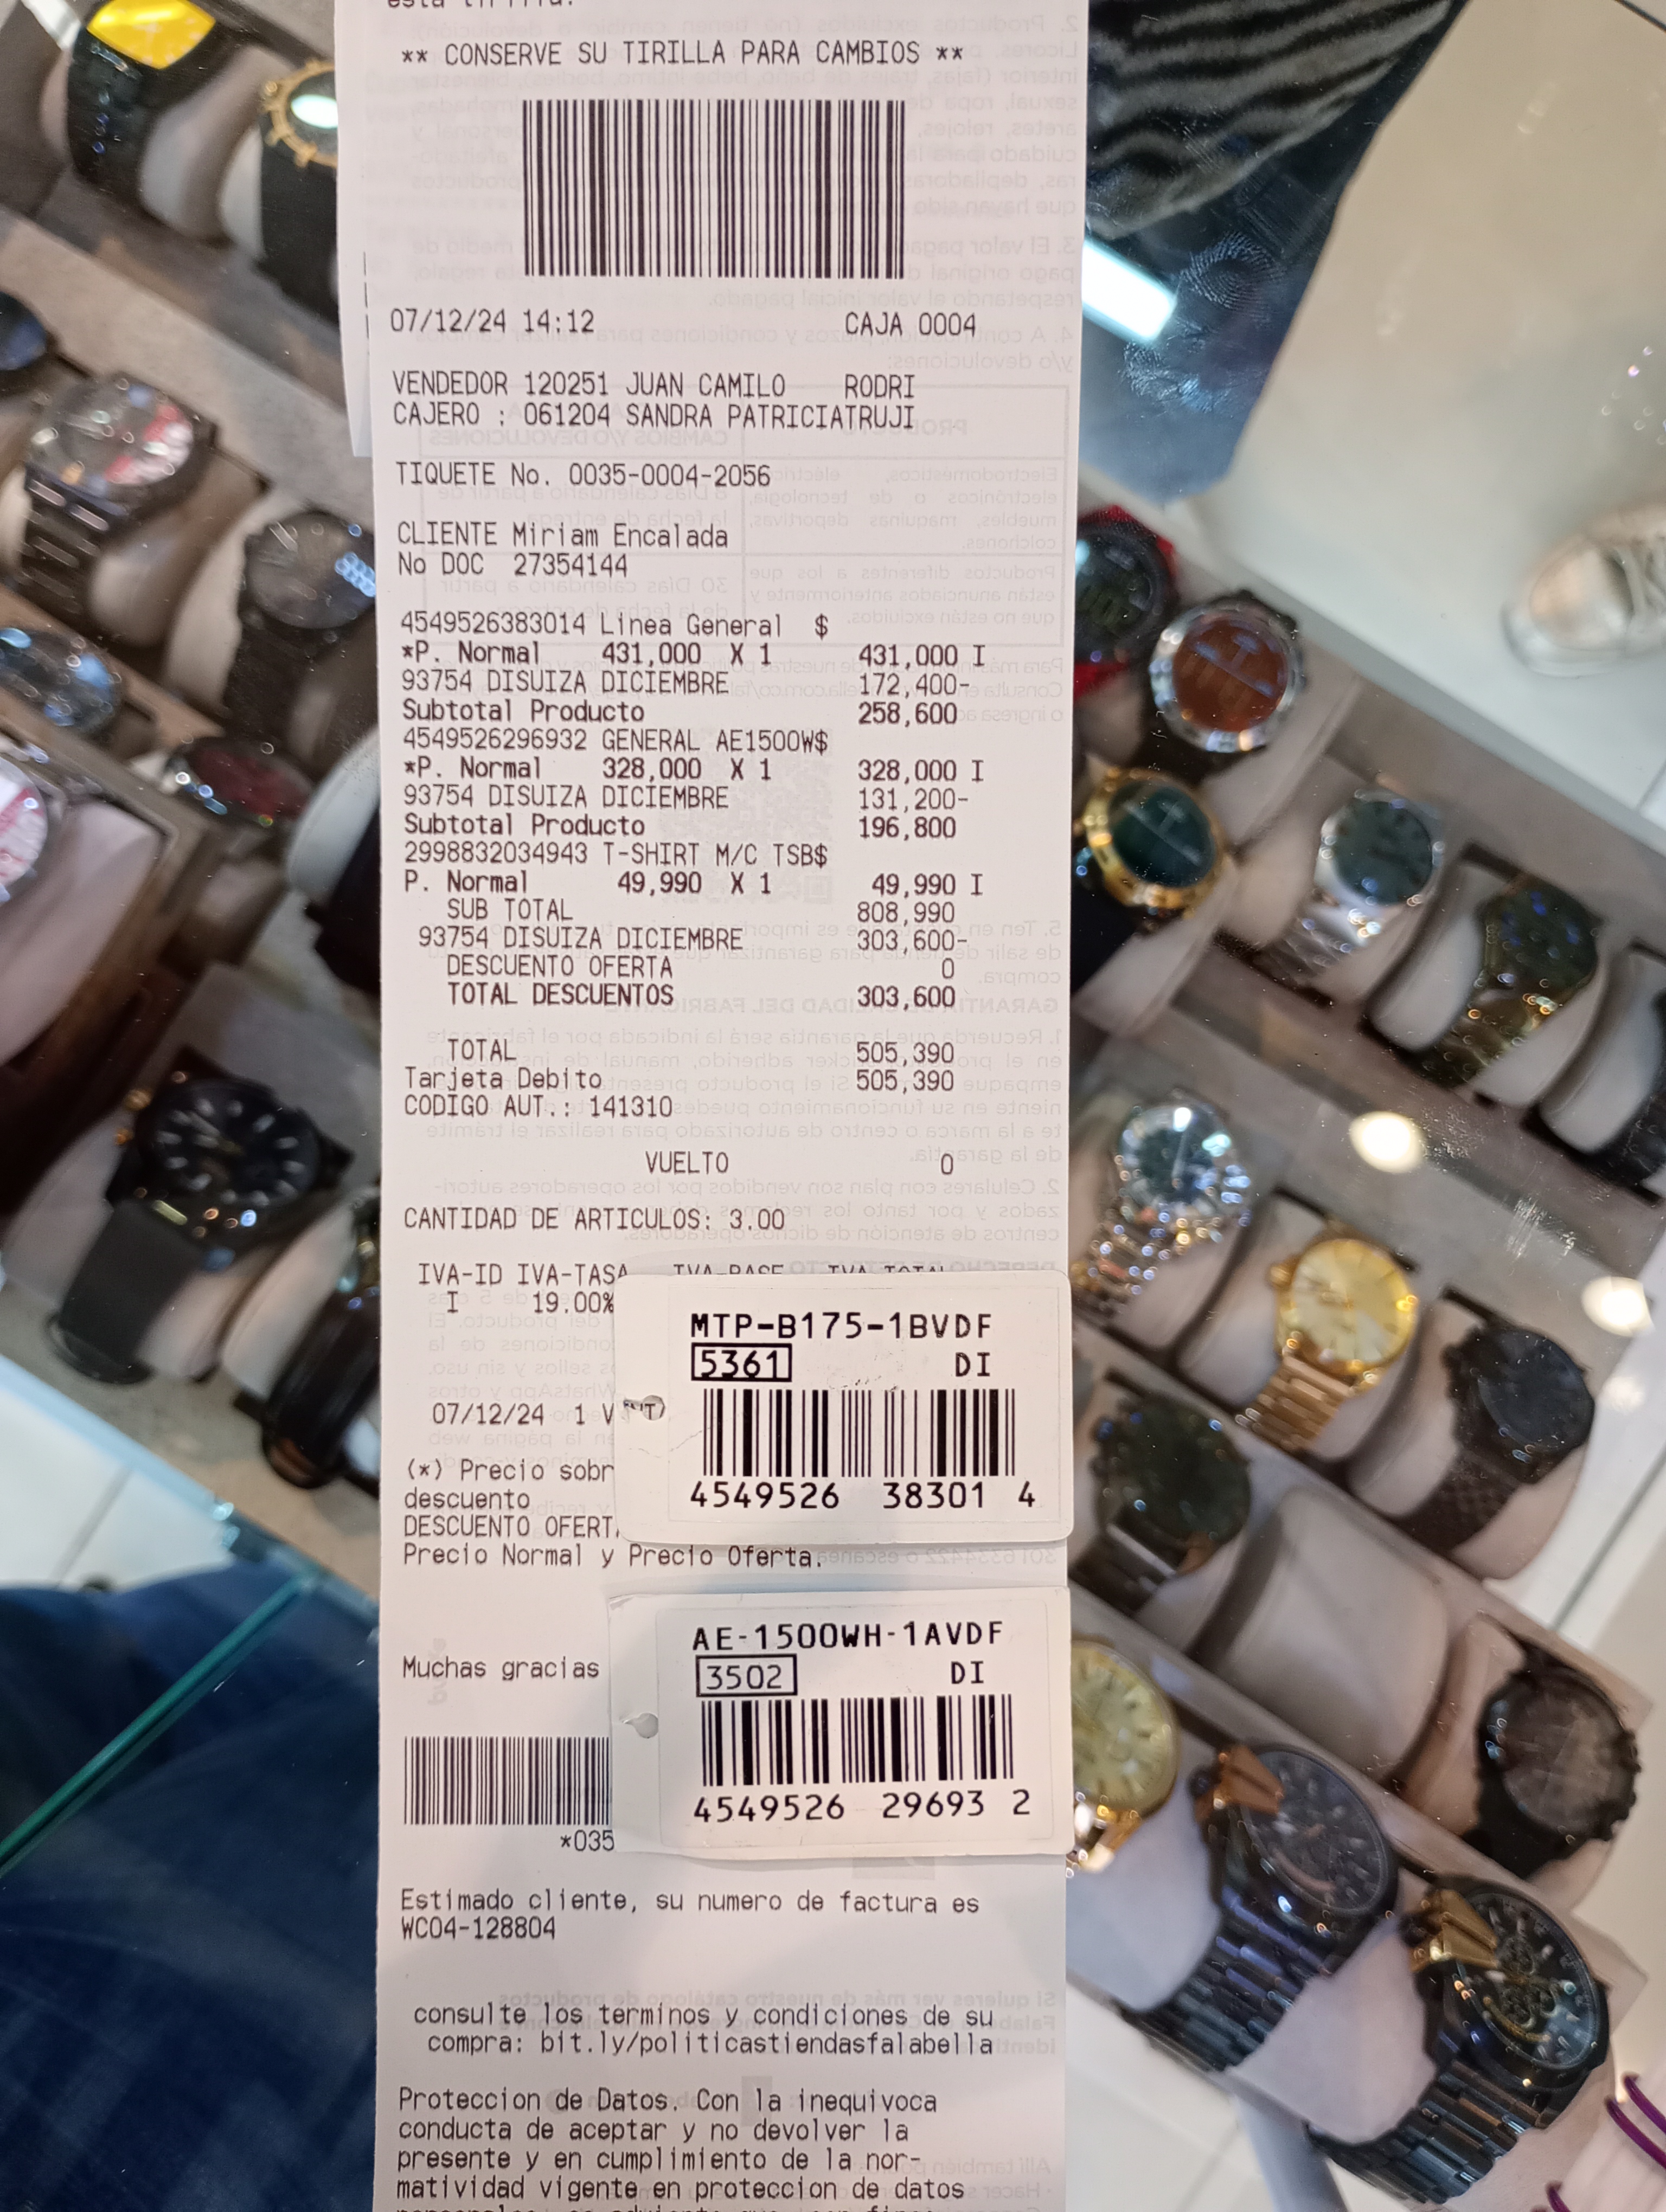 ** CONSERVE SU TIRILLA PARA CAMBIOS **
07/12/24 14:12 CAJA 0004
VENDEDOR 120251 JUAN CAMILO RODRI
CAJERO : 061204 SANDRA PATRICIATRUJI
TIQUETE No. 0035-0004-2056
CLIENTE Miriam Encalada
No DOC 27354144
4549526383014 Linea General $
*P. Normal 431,000 X 1 431,000 I
93754 DISUIZA DICIEMBRE 172,400-
Subtotal Producto 258,600
4549526296932 GENERAL AE1500W$
*P. Normal 328,000 X 1 328,000 I
93754 DISUIZA DICIEMBRE 131,200-
Subtotal Producto 196,800
2998832034943 T-SHIRT M/C TSB$
P. Normal 49,990 X 1 49,990 I
SUB TOTAL 808,990
93754 DISUIZA DICIEMBRE 303,600-
DESCUENTO OFERTA 0
TOTAL DESCUENTOS 303,600
TOTAL 505,390
Tarjeta Debito 505,390
CODIGO AUT.: 141310
VUELTO 0
CANTIDAD DE ARTICULOS: 3.00
IVA-ID IVA-TASA IVA-BASE IVA-TOTAL
I 19.00%
MTP-B175-1BVDF
5361 DI
4549526 38301 4
07/12/24 1 V
(*) Precio sobr
descuento
DESCUENTO OFERT
Precio Normal y Precio Oferta.
AE-1500WH-1AVDF
3502 DI
4549526 29693 2
Muchas gracias
*035
Estimado cliente, su numero de factura es
WC04-128804
consulte los terminos y condiciones de su
compra: bit.ly/politicastiendasfalabella
Proteccion de Datos. Con la inequivoca
conducta de aceptar y no devolver la
presente y en cumplimiento de la nor-
matividad vigente en proteccion de datos